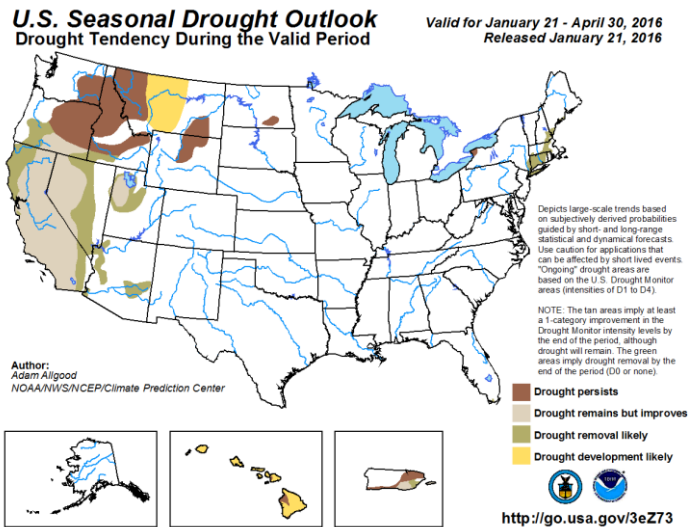 U.S. Seasonal Drought Outlook
Drought Tendency During the Valid Period
Valid for January 21 - April 30, 2016
Released January 21, 2016
Depicts large-scale trends based
on subjectively derived probabilities
guided by short- and long-range
statistical and dynamical forecasts.
Use caution for applications that
can be affected by short lived events.
"Ongoing" drought areas are
based on the U.S. Drought Monitor
areas (intensities of D1 to D4).
NOTE: The tan areas imply at least
a 1-category improvement in the
Drought Monitor intensity levels by
the end of the period, although
drought will remain. The green
areas imply drought removal by the
end of the period (D0 or none).
Author:
Adam Allgood
NOAA/NWS/NCEP/Climate Prediction Center
Drought persists
Drought remains but improves
Drought removal likely
Drought development likely
http://go.usa.gov/3eZ73